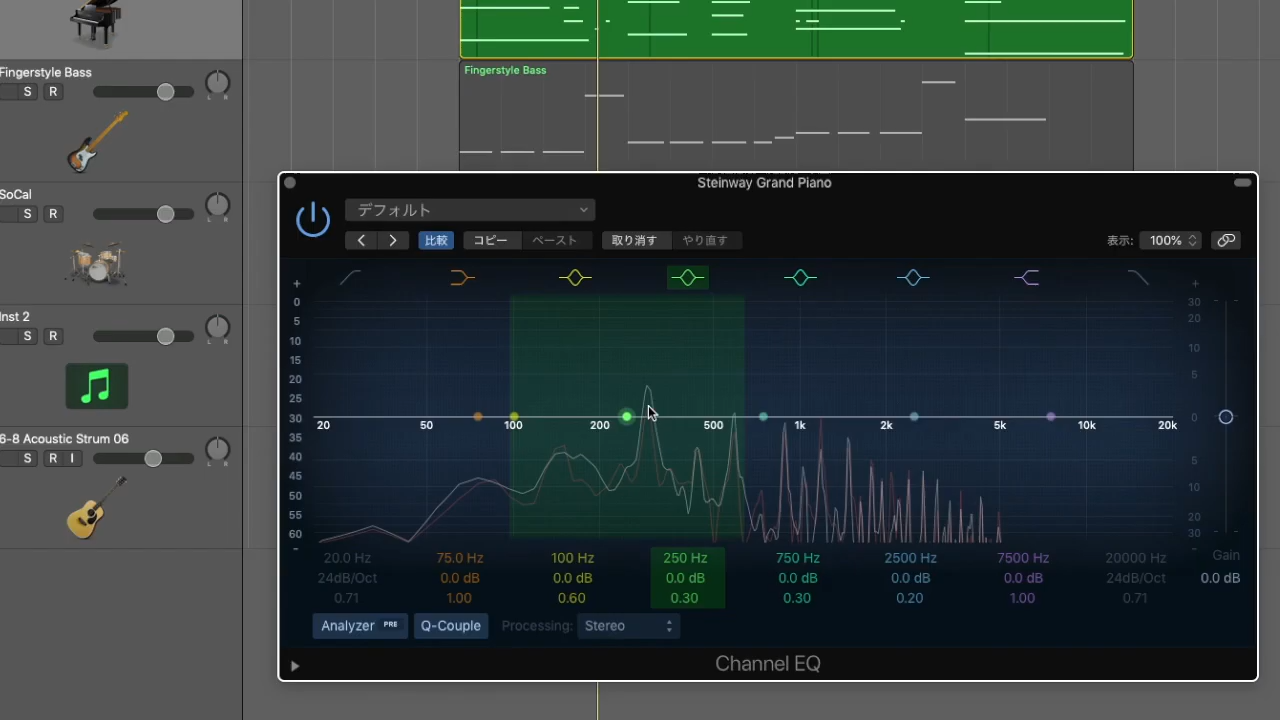 Fingerstyle Bass
S R
L R
SoCal
S R
L R
Inst 2
S R
L R
6-8 Acoustic Strum 06
S R I
L R
Fingerstyle Bass
Steinway Grand Piano
デフォルト
比較 コピー ペースト 取り消す やり直す 表示: 100%
+ +
0 30
5 20
10 10
15
20 5
25
30 0
35
40
45 5
50 10
55 20
60 30
- -
20 50 100 200 500 1k 2k 5k 10k 20k
20.0 Hz 75.0 Hz 100 Hz 250 Hz 750 Hz 2500 Hz 7500 Hz 20000 Hz Gain
24dB/Oct 0.0 dB 0.0 dB 0.0 dB 0.0 dB 0.0 dB 0.0 dB 24dB/Oct 0.0 dB
0.71 1.00 0.60 0.30 0.30 0.20 1.00 0.71
Analyzer PRE Q-Couple Processing: Stereo
Channel EQ